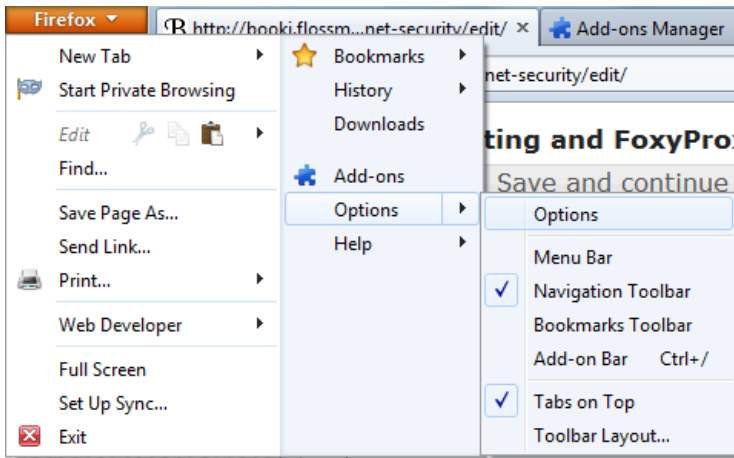 Firefox
B http://booki.flossm...net-security/edit/ ×
Add-ons Manager
net-security/edit/
ting and FoxyPro
Save and continue
New Tab
Start Private Browsing
Edit
Find...
Save Page As...
Send Link...
Print...
Web Developer
Full Screen
Set Up Sync...
Exit
Bookmarks
History
Downloads
Add-ons
Options
Help
Options
Menu Bar
Navigation Toolbar
Bookmarks Toolbar
Add-on Bar Ctrl+/
Tabs on Top
Toolbar Layout...